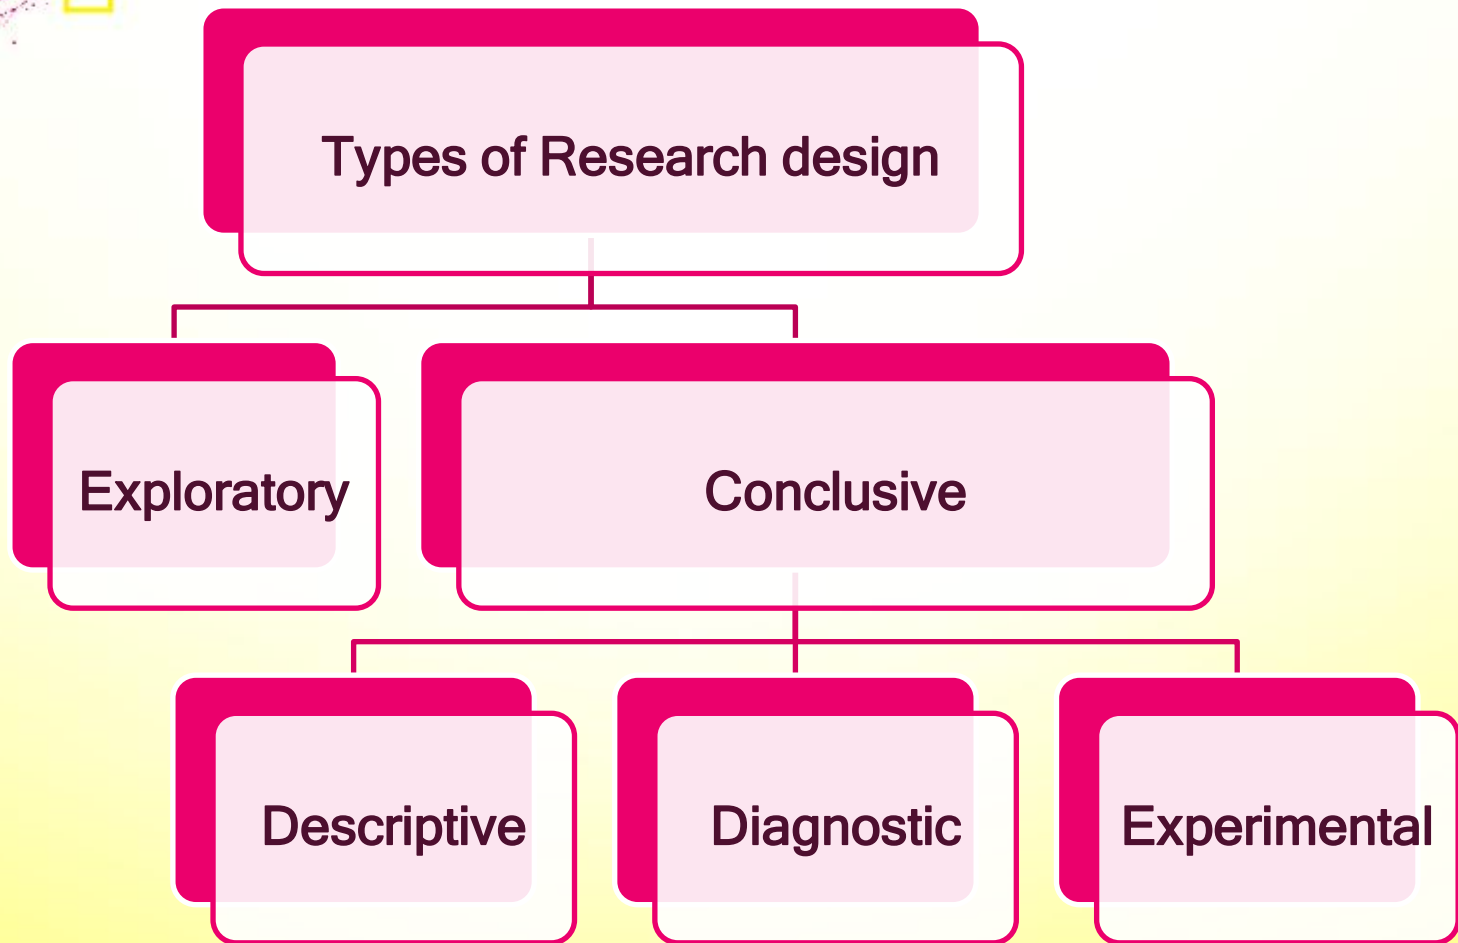 Types of Research design
Exploratory
Conclusive
Descriptive
Diagnostic
Experimental